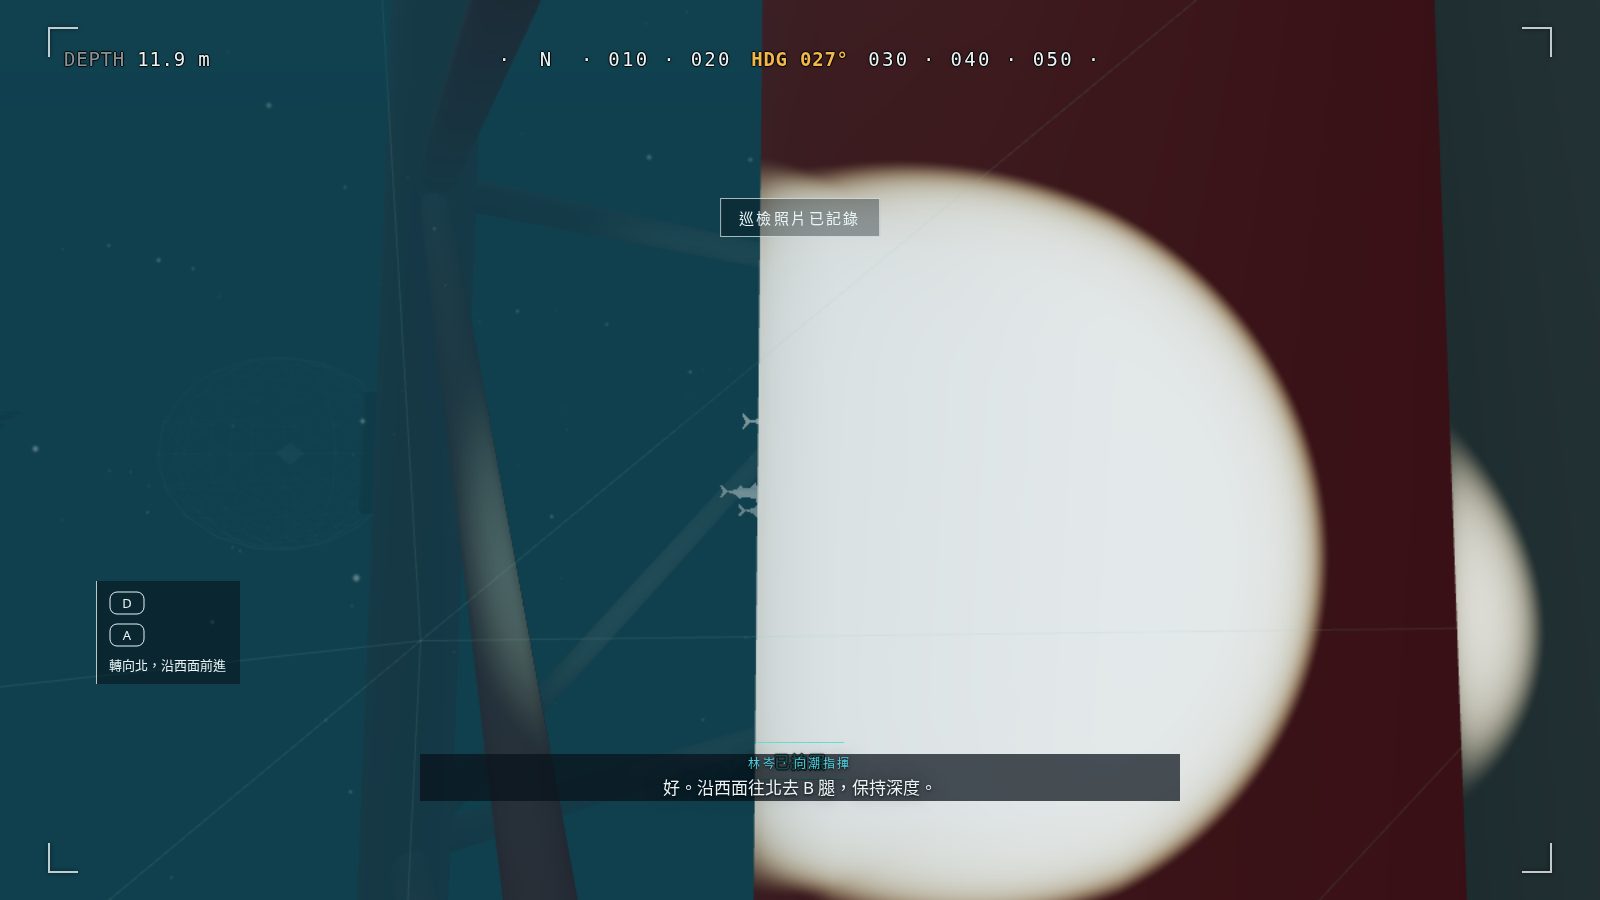 DEPTH 11.9 m
· N · 010 · 020 HDG 027° 030 · 040 · 050 ·
巡檢照片已記錄
D
A
轉向北，沿西面前進
林岑 · 向潮指揮
好。沿西面往北去 B 腿，保持深度。